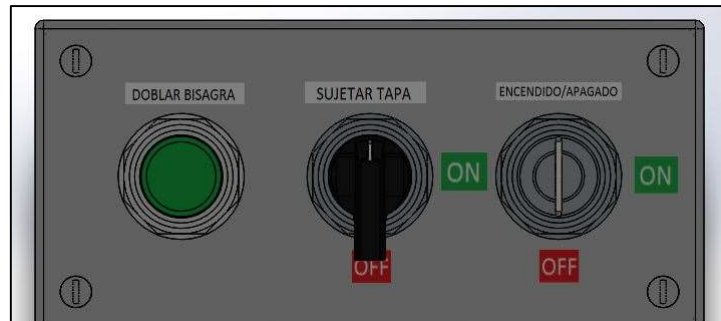 DOBLAR BISAGRA
SUJETAR TAPA
ENCENDIDO/APAGADO
ON
ON
OFF
OFF